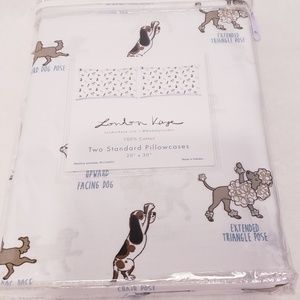 EXTENDED
TRIANGLE POSE
London Kaye
100% Cotton
Two Standard Pillowcases
20" x 30"
UPWARD
FACING DOG
EXTENDED
TRIANGLE POSE
CHAIR POSE